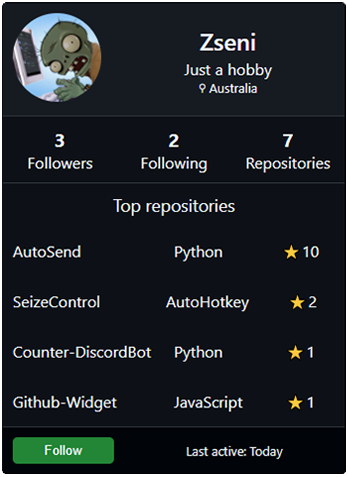 Zseni
Just a hobby
Australia
3 2 7
Followers Following Repositories
Top repositories
AutoSend Python 10
SeizeControl AutoHotkey 2
Counter-DiscordBot Python 1
Github-Widget JavaScript 1
Follow Last active: Today